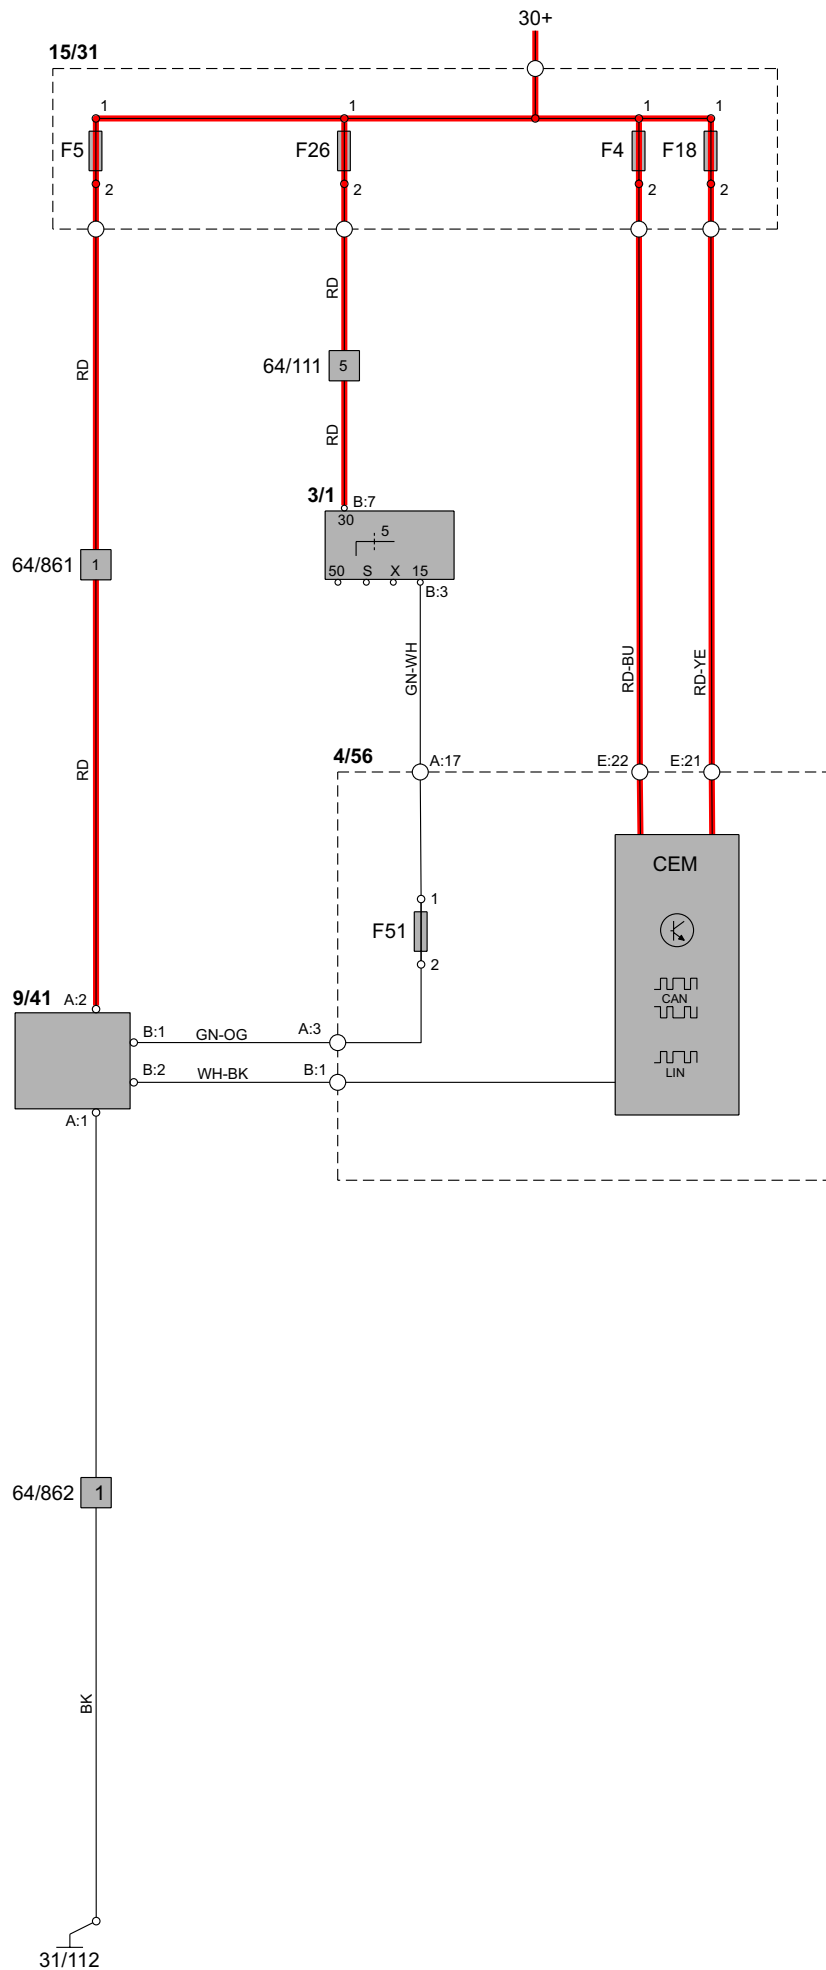 30+
15/31
1 1 1 1
F5 F26 F4 F18
2 2 2 2
RD
64/111 5
RD
RD
3/1 B:7
30
5
64/861 1
50 S X 15
B:3
GN-WH
RD-BU
RD-YE
RD
4/56 A:17 E:22 E:21
CEM
1
F51
2
9/41 A:2
CAN
B:1 GN-OG A:3
B:2 WH-BK B:1
LIN
A:1
64/862 1
BK
31/112